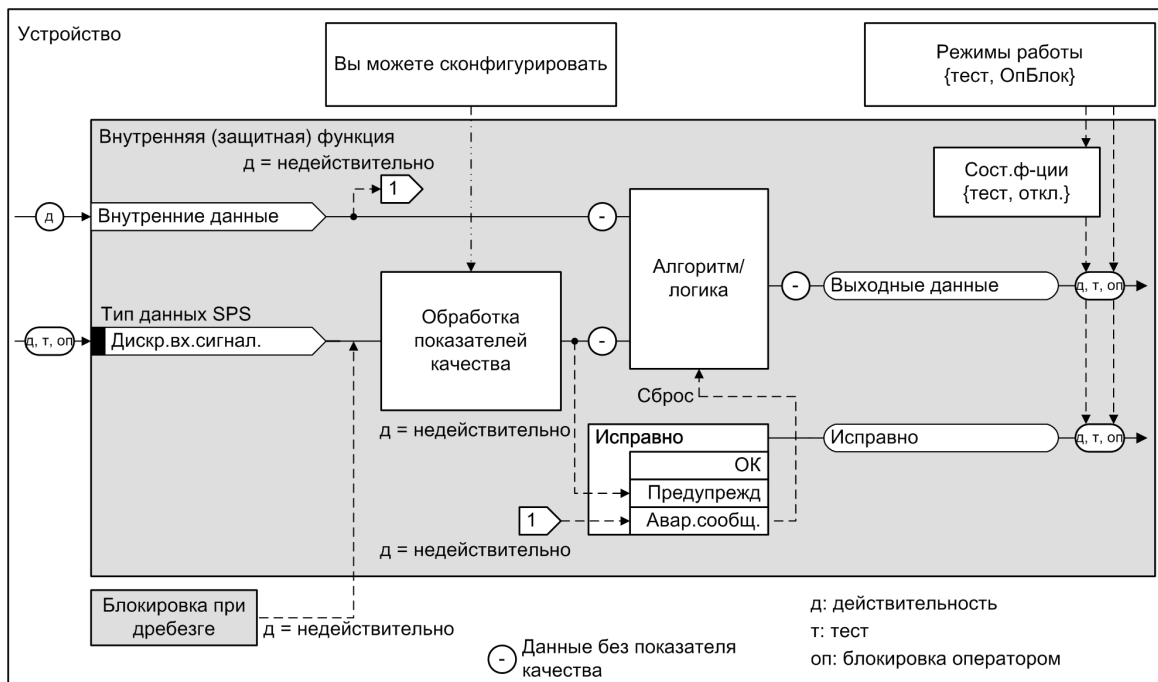 Устройство
Вы можете сконфигурировать
Режимы работы
{тест, ОпБлок}
Внутренняя (защитная) функция
д = недействительно
1
Сост.ф-ции
{тест, откл.}
д
Внутренние данные
-
Алгоритм/
логика
-
Выходные данные
д, т, оп
Тип данных SPS
д, т, оп
Дискр.вх.сигнал.
Обработка
показателей
качества
-
Сброс
д = недействительно
Исправно
Исправно
д, т, оп
ОК
Предупрежд
1
Авар.сообщ.
д = недействительно
Блокировка при
дребезге
д = недействительно
-
Данные без показателя
качества
д: действительность
т: тест
оп: блокировка оператором